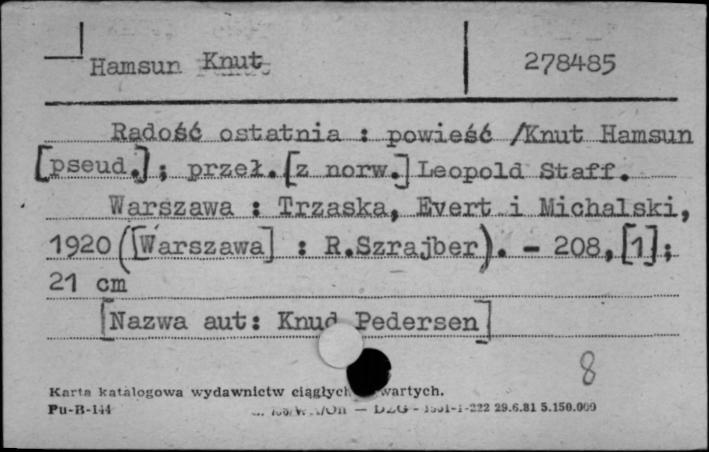 Hamsun Knut 278485
Radość ostatnia : powieść /Knut Hamsun
[pseud.] ; przeł. [z norw.] Leopold Staff.
Warszawa : Trzaska, Evert i Michalski,
1920 ([Warszawa] : R.Szrajber). - 208, [1] ;
21 cm
[Nazwa aut: Knud Pedersen]
8
Karta katalogowa wydawnictw ciągłych
Pu-B-144 29.6.81 5.150.000